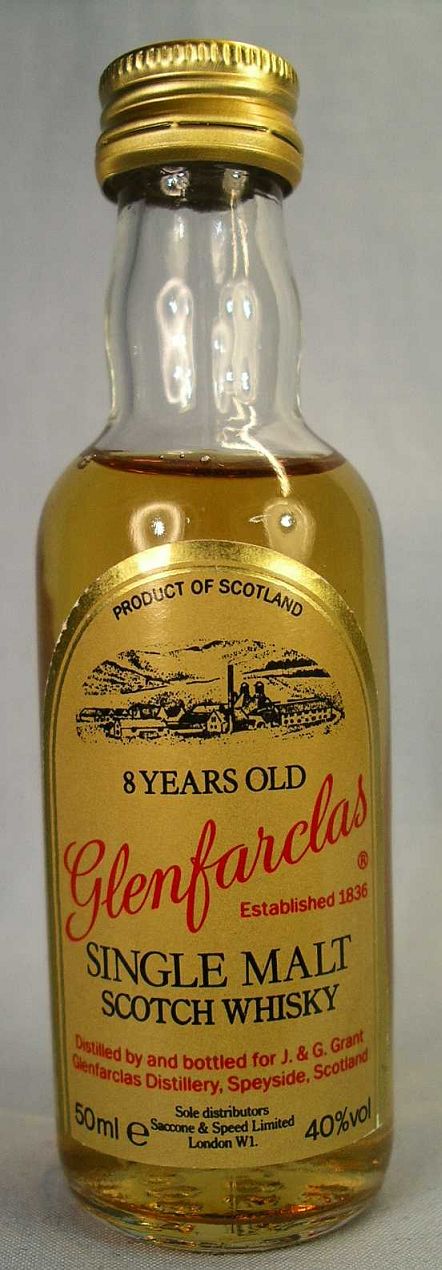 PRODUCT OF SCOTLAND
8 YEARS OLD
Glenfarclas®
Established 1836
SINGLE MALT
SCOTCH WHISKY
Distilled by and bottled for J. & G. Grant
Glenfarclas Distillery, Speyside, Scotland
50ml ℮
Sole distributors
Saccone & Speed Limited
London W1.
40%vol